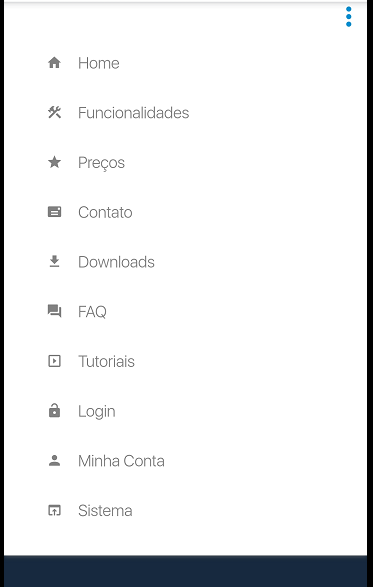 Home
Funcionalidades
Preços
Contato
Downloads
FAQ
Tutoriais
Login
Minha Conta
Sistema